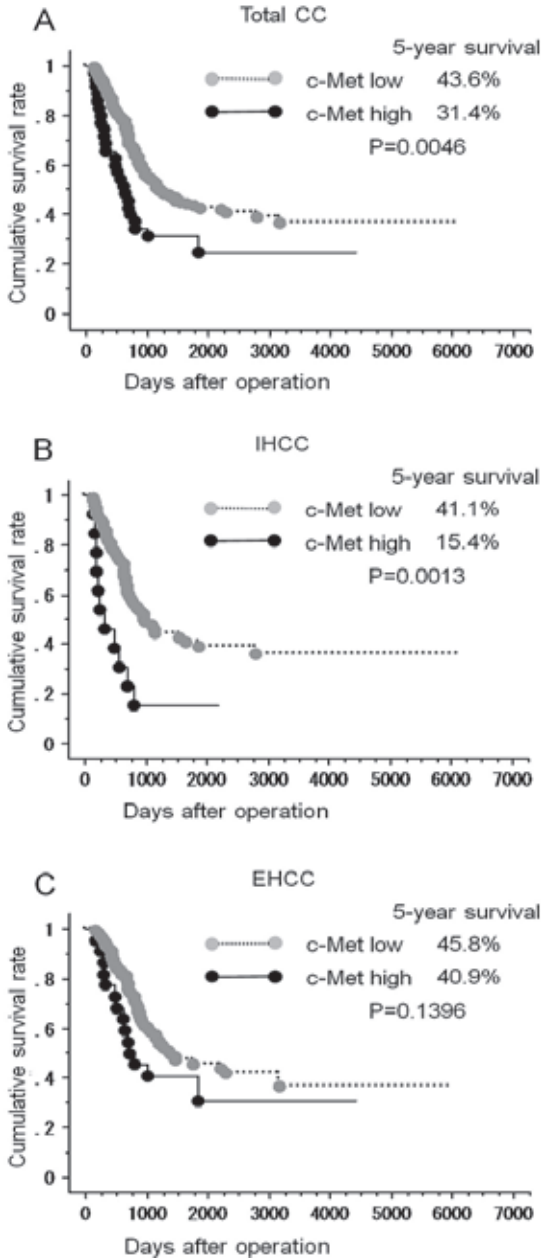 A
Total CC
5-year survival
c-Met low 43.6%
c-Met high 31.4%
P=0.0046
Cumulative survival rate
1
.8
.6
.4
.2
0
0 1000 2000 3000 4000 5000 6000 7000
Days after operation
B
IHCC
5-year survival
c-Met low 41.1%
c-Met high 15.4%
P=0.0013
Cumulative survival rate
1
.8
.6
.4
.2
0
0 1000 2000 3000 4000 5000 6000 7000
Days after operation
C
EHCC
5-year survival
c-Met low 45.8%
c-Met high 40.9%
P=0.1396
Cumulative survival rate
1
.8
.6
.4
.2
0
0 1000 2000 3000 4000 5000 6000 7000
Days after operation